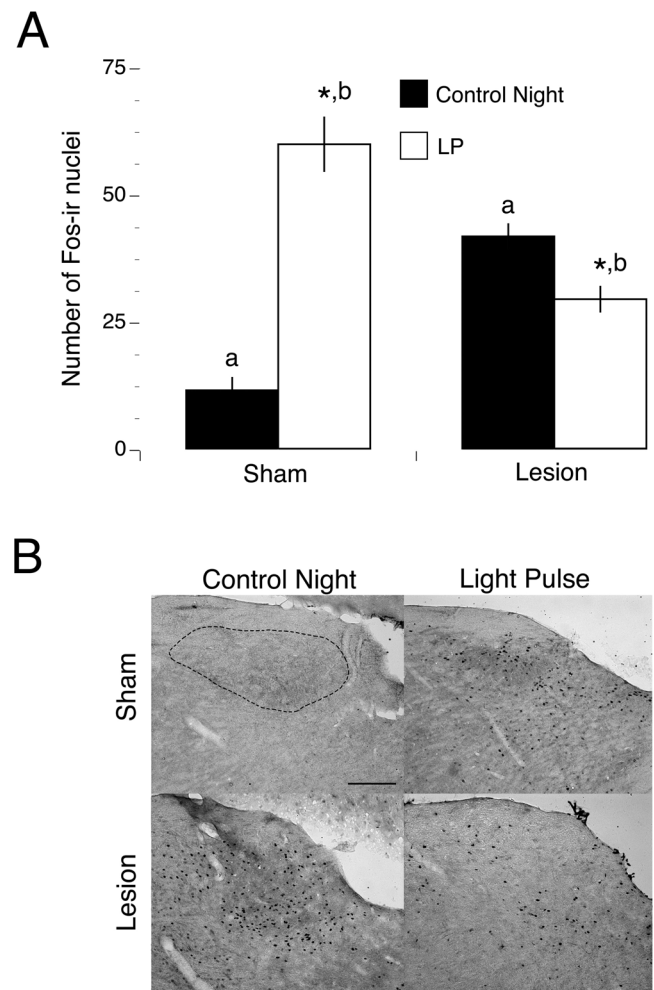 A
75
*,b
Control Night
LP
50
a
*,b
Number of Fos-ir nuclei
25
a
0
Sham
Lesion
B
Control Night
Light Pulse
Sham
Lesion